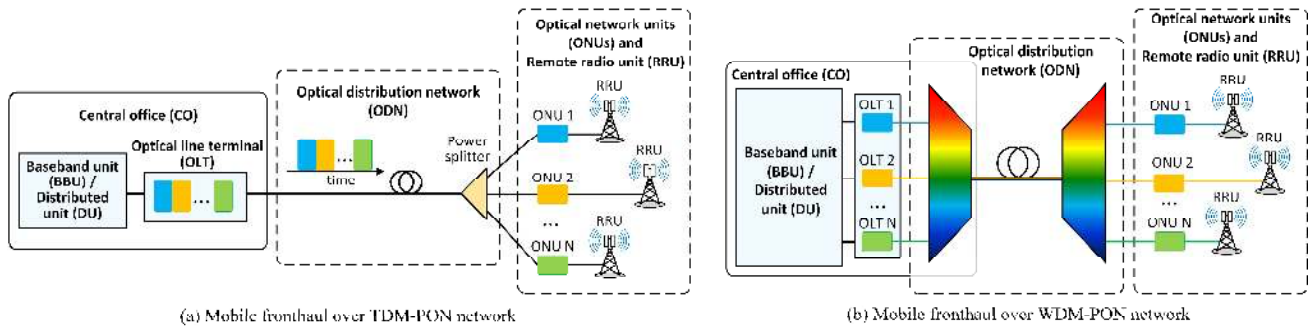 Optical network units
(ONUs) and
Remote radio unit (RRU)
RRU
Optical distribution network
(ODN)
ONU 1
Central office (CO)
Power
splitter
RRU
Optical line terminal
(OLT)
Baseband unit
(BBU) /
Distributed
unit (DU)
...
time
ONU 2
...
RRU
...
ONU N
(a) Mobile fronthaul over TDM-PON network
Optical network units
(ONUs) and
Remote radio unit (RRU)
Optical distribution
network (ODN)
Central office (CO)
RRU
OLT 1
ONU 1
RRU
Baseband unit
(BBU) /
Distributed
unit (DU)
OLT 2
ONU 2
...
...
RRU
OLT N
ONU N
(b) Mobile fronthaul over WDM-PON network